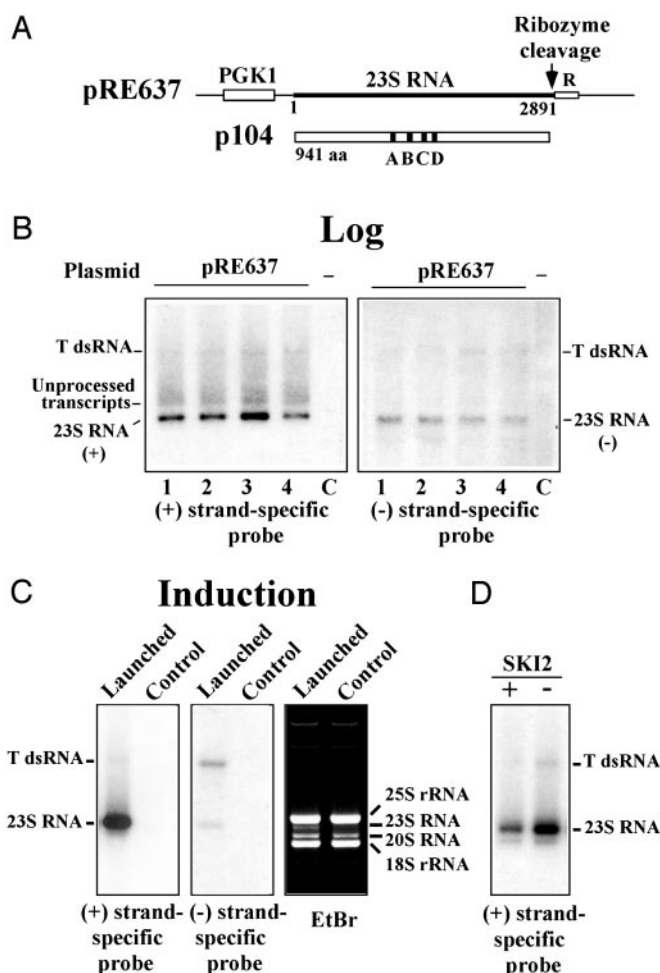 A
Ribozyme
cleavage
pRE637
PGK1
23S RNA
R
1
2891
p104
941 aa
ABCD
B
Log
Plasmid
pRE637
–
pRE637
–
T dsRNA
T dsRNA
Unprocessed
transcripts
23S RNA
(+)
23S RNA
(-)
1 2 3 4 C
1 2 3 4 C
(+) strand-specific
probe
(-) strand-specific
probe
C
Induction
Launched
Control
Launched
Control
Launched
Control
T dsRNA
23S RNA
25S rRNA
23S RNA
20S RNA
18S rRNA
(+) strand-
specific
probe
(-) strand-
specific
probe
EtBr
D
SKI2
+ -
T dsRNA
23S RNA
(+) strand-
specific
probe